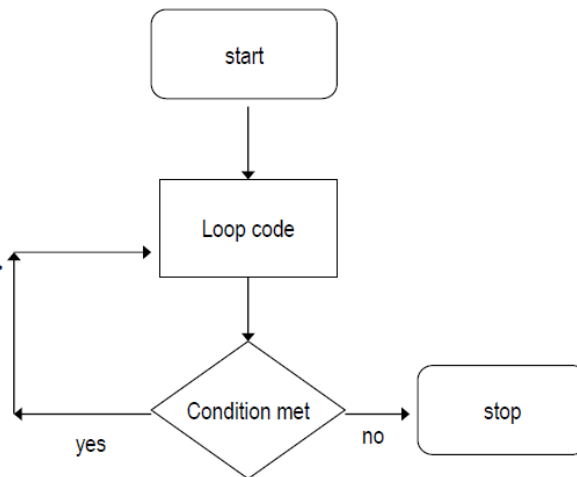 start
Loop code
Condition met
stop
yes
no